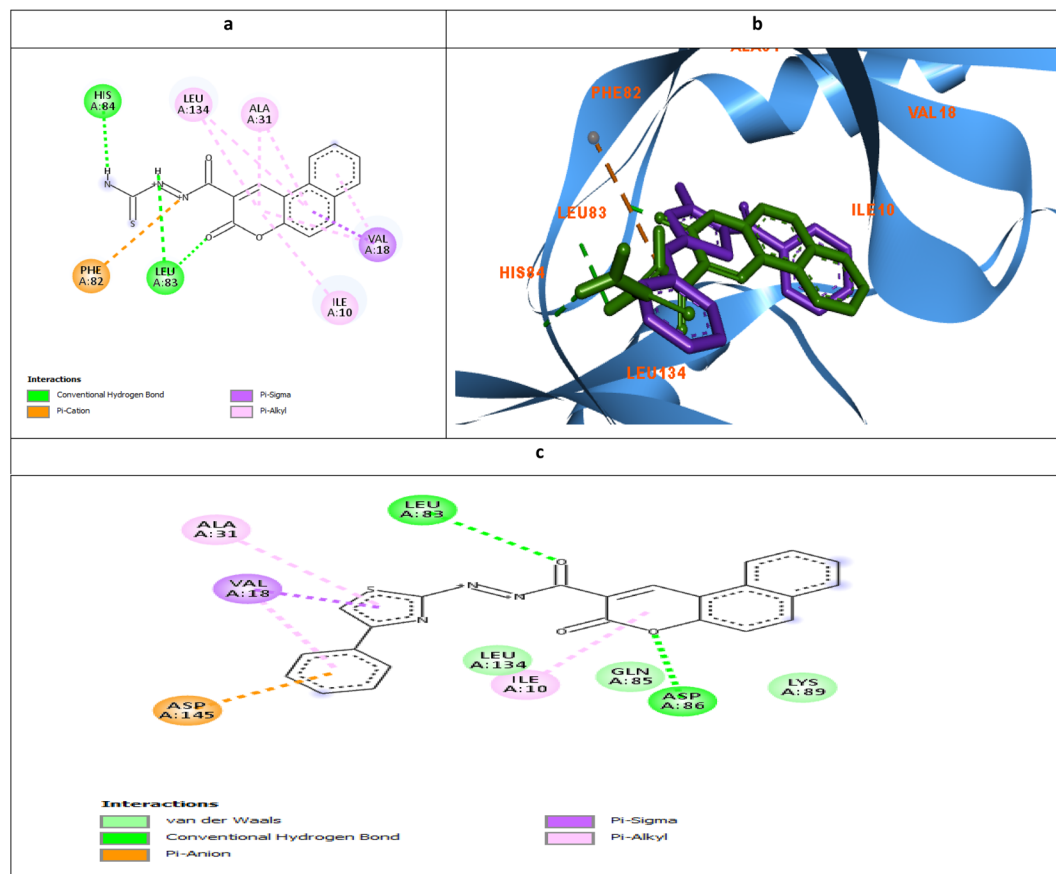 a
b
HIS
A:84
LEU
A:134
ALA
A:31
H
N
S
H
N
N
O
O
O
PHE
A:82
LEU
A:83
VAL
A:18
ILE
A:10
Interactions
Conventional Hydrogen Bond
Pi-Cation
Pi-Sigma
Pi-Alkyl
PHE82
VAL18
LEU83
ILE10
HIS84
LEU134
c
LEU
A:83
ALA
A:31
VAL
A:18
S
N
N
N
O
O
O
LEU
A:134
ILE
A:10
GLN
A:85
ASP
A:86
LYS
A:89
ASP
A:145
Interactions
van der Waals
Conventional Hydrogen Bond
Pi-Anion
Pi-Sigma
Pi-Alkyl